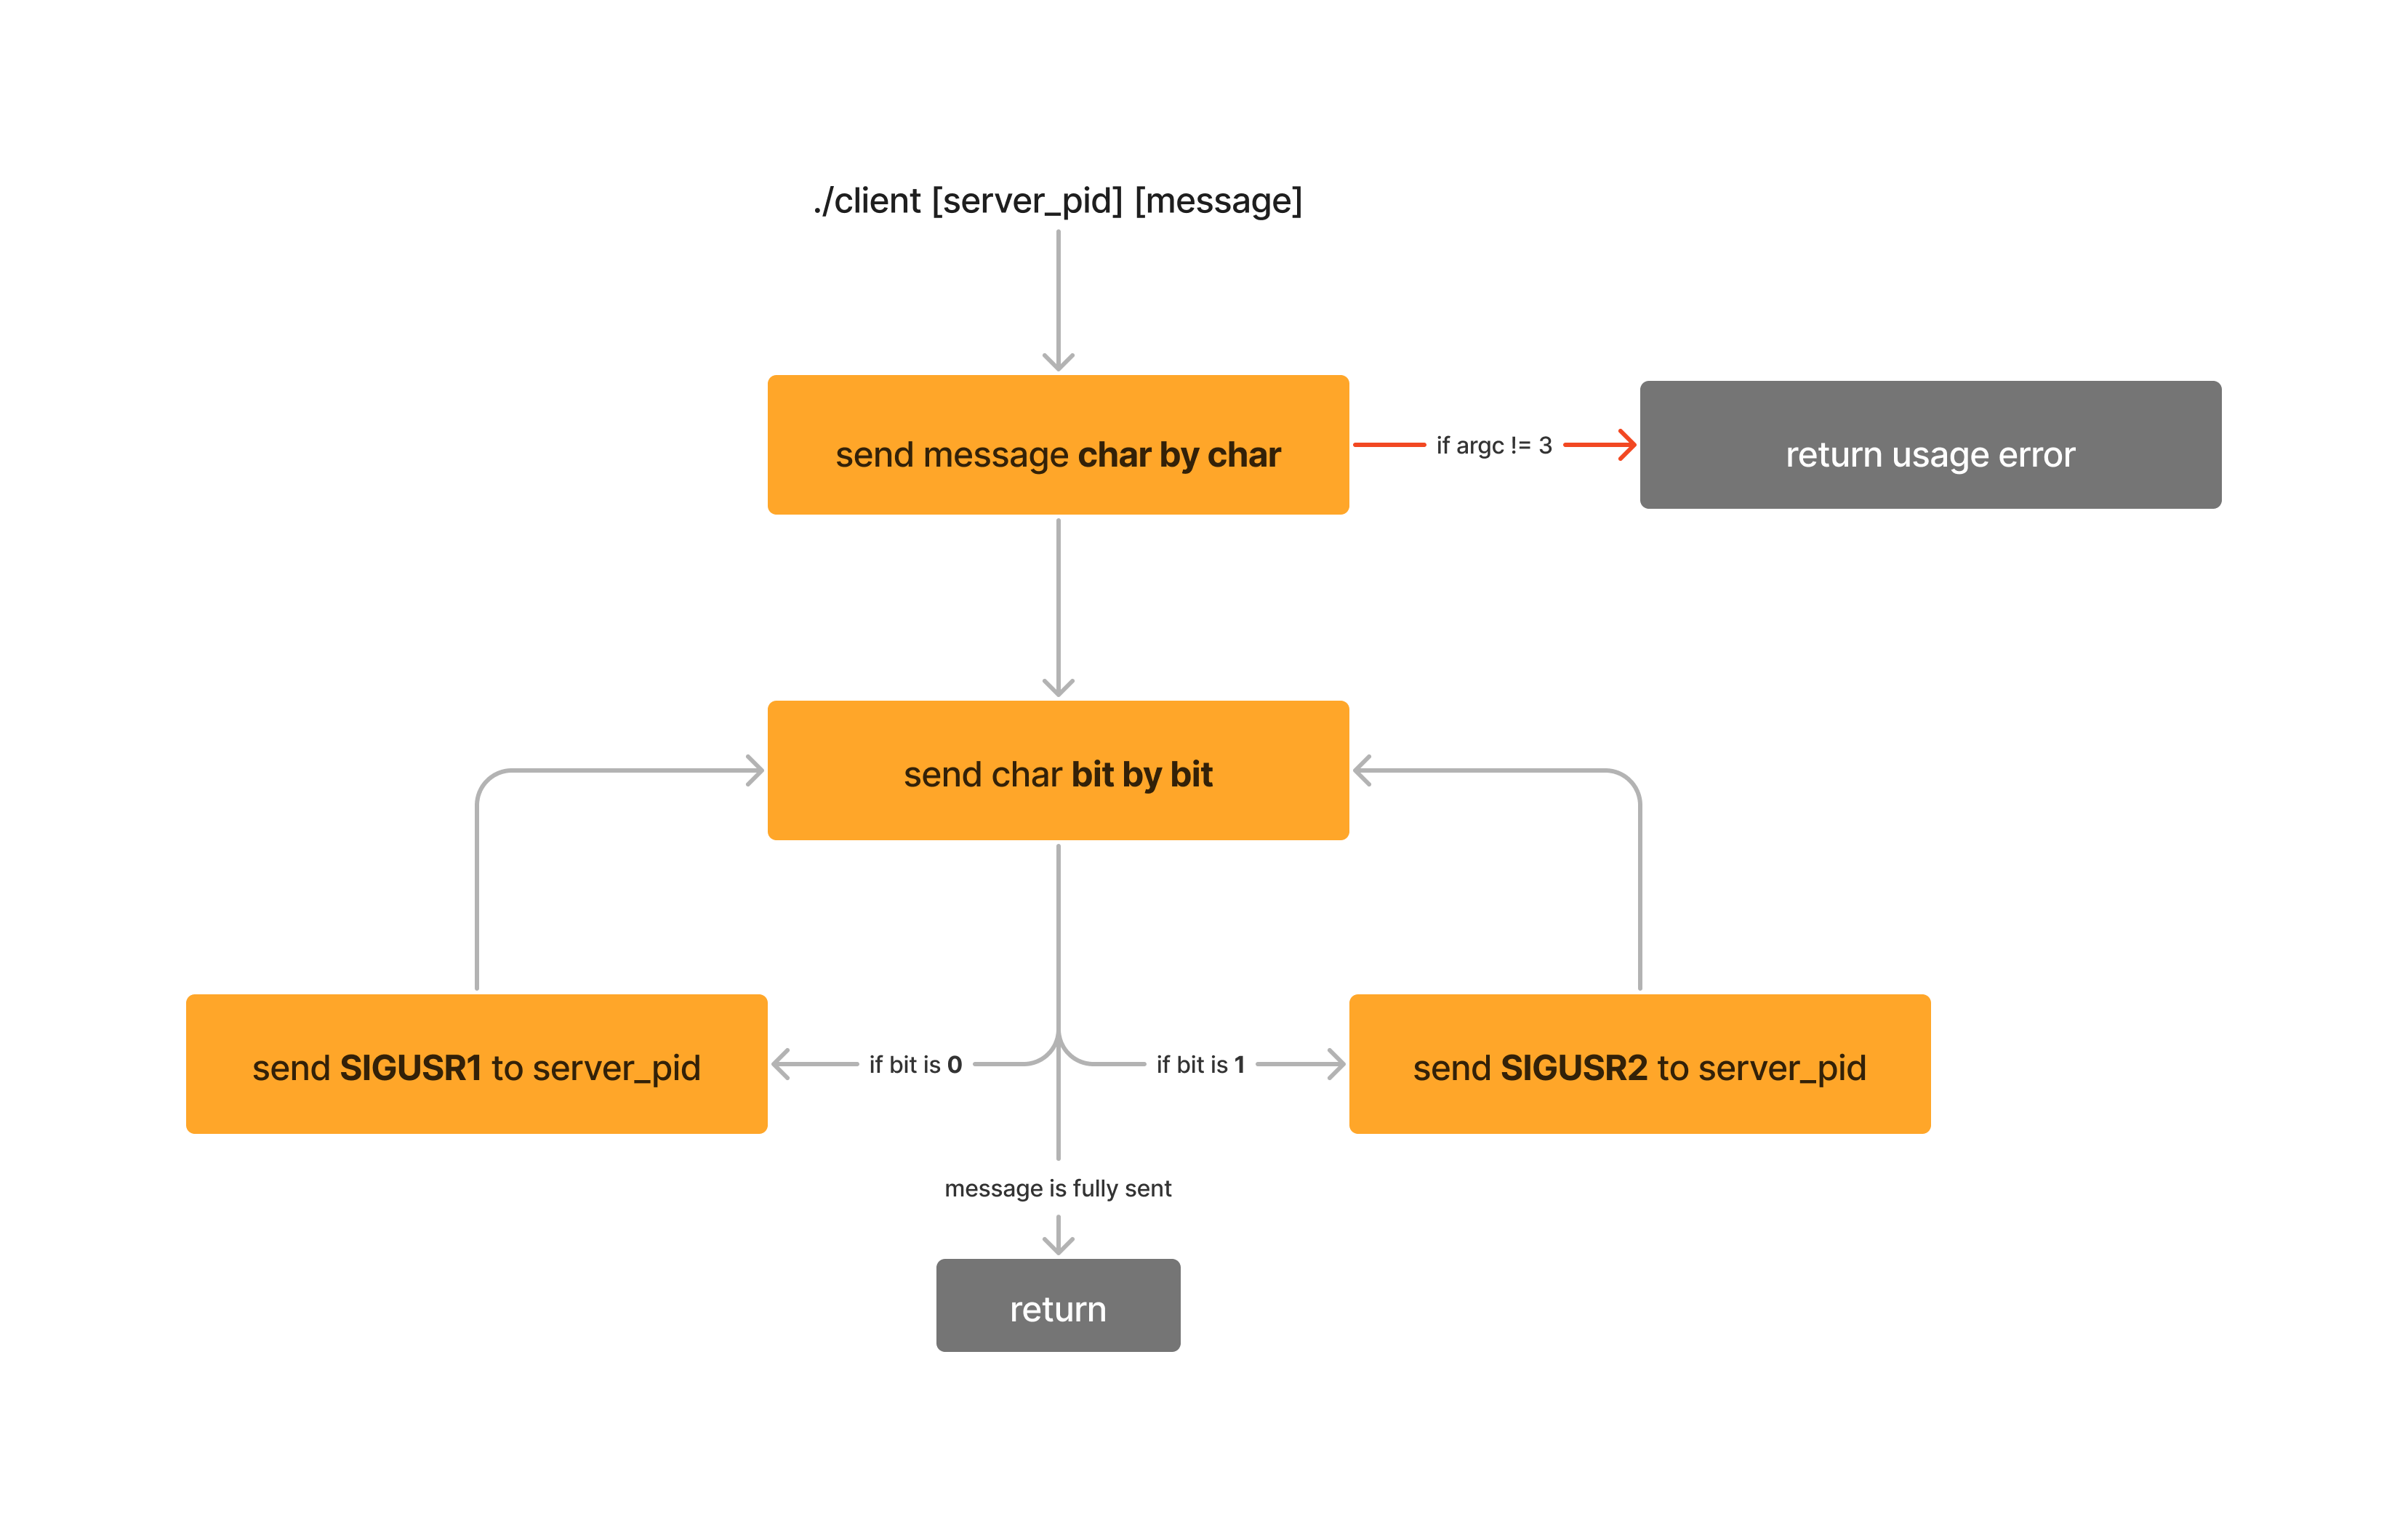 ./client [server_pid] [message]
send message char by char
if argc != 3
return usage error
send char bit by bit
send SIGUSR1 to server_pid
if bit is 0
if bit is 1
send SIGUSR2 to server_pid
message is fully sent
return